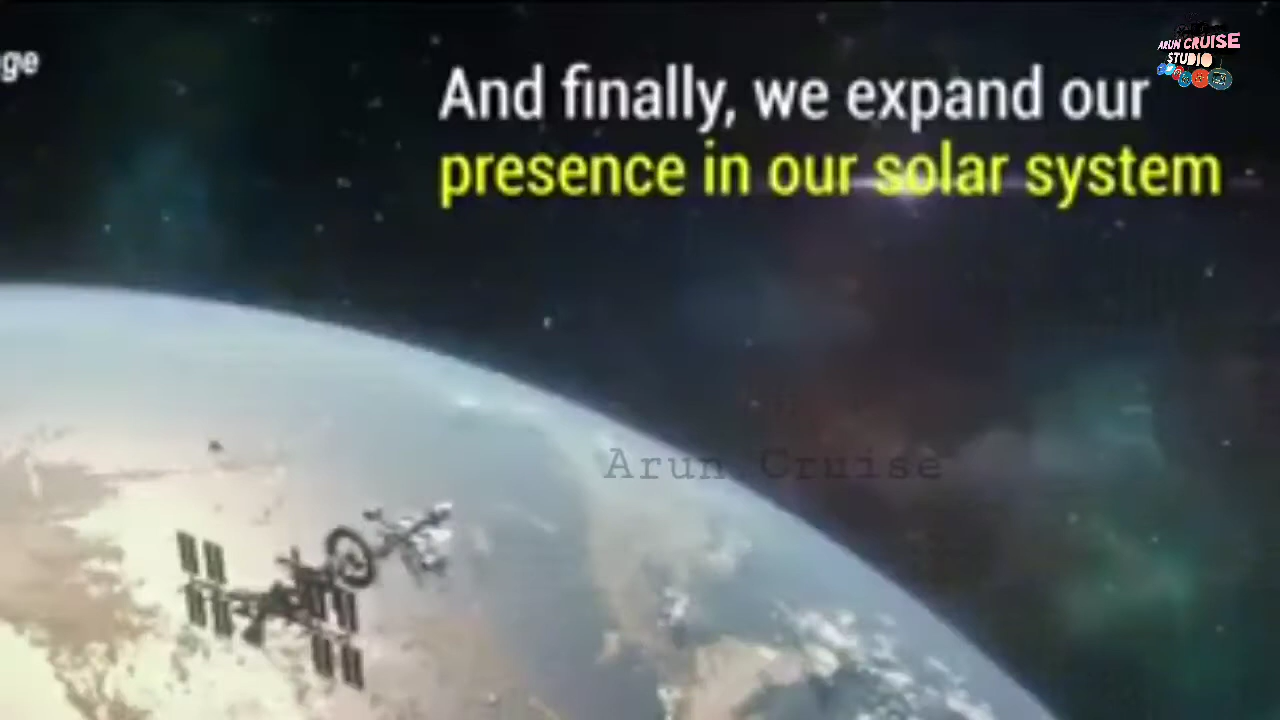 ge
And finally, we expand our
presence in our solar system
ARUN CRUISE
STUDIO
Arun Cruise